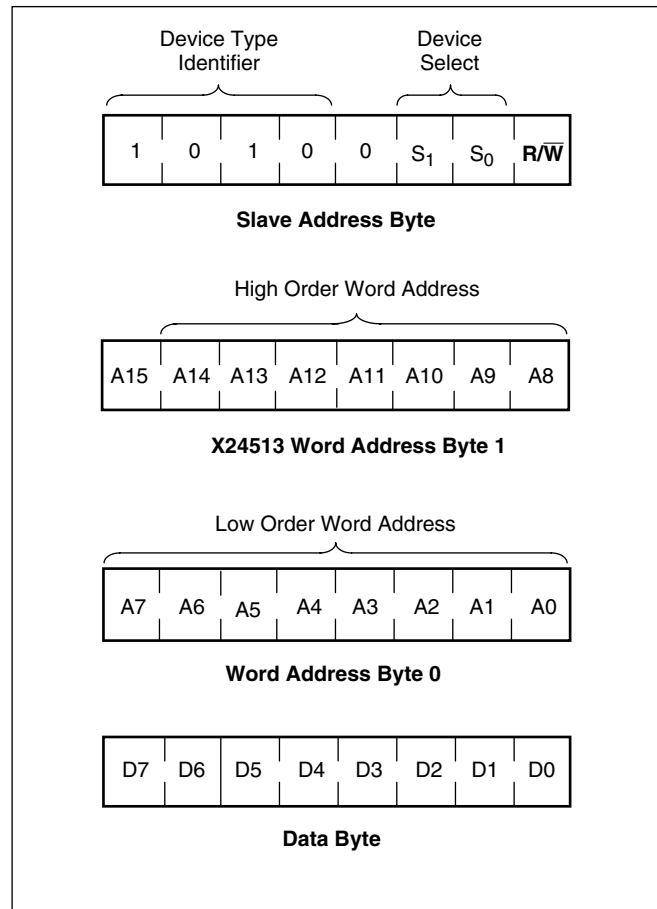 Device Type Identifier
Device Select
1 0 1 0 0 S1 S0 R/W̅
Slave Address Byte
High Order Word Address
A15 A14 A13 A12 A11 A10 A9 A8
X24513 Word Address Byte 1
Low Order Word Address
A7 A6 A5 A4 A3 A2 A1 A0
Word Address Byte 0
D7 D6 D5 D4 D3 D2 D1 D0
Data Byte